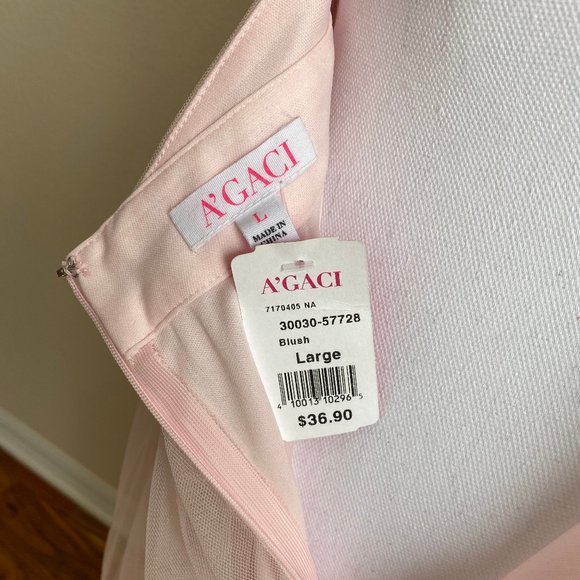 A'GACI
L
MADE IN
CHINA
A'GACI
7170405 NA
30030-57728
Blush
Large
4 10013 10296 5
$36.90